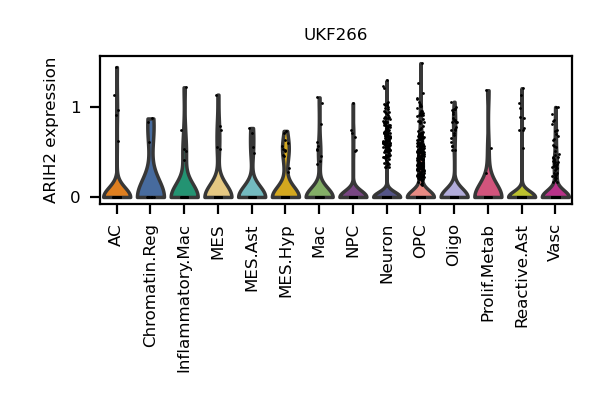 UKF266
ARIH2 expression
1
0
AC
Chromatin.Reg
Inflammatory.Mac
MES
MES.Ast
MES.Hyp
Mac
NPC
Neuron
OPC
Oligo
Prolif.Metab
Reactive.Ast
Vasc